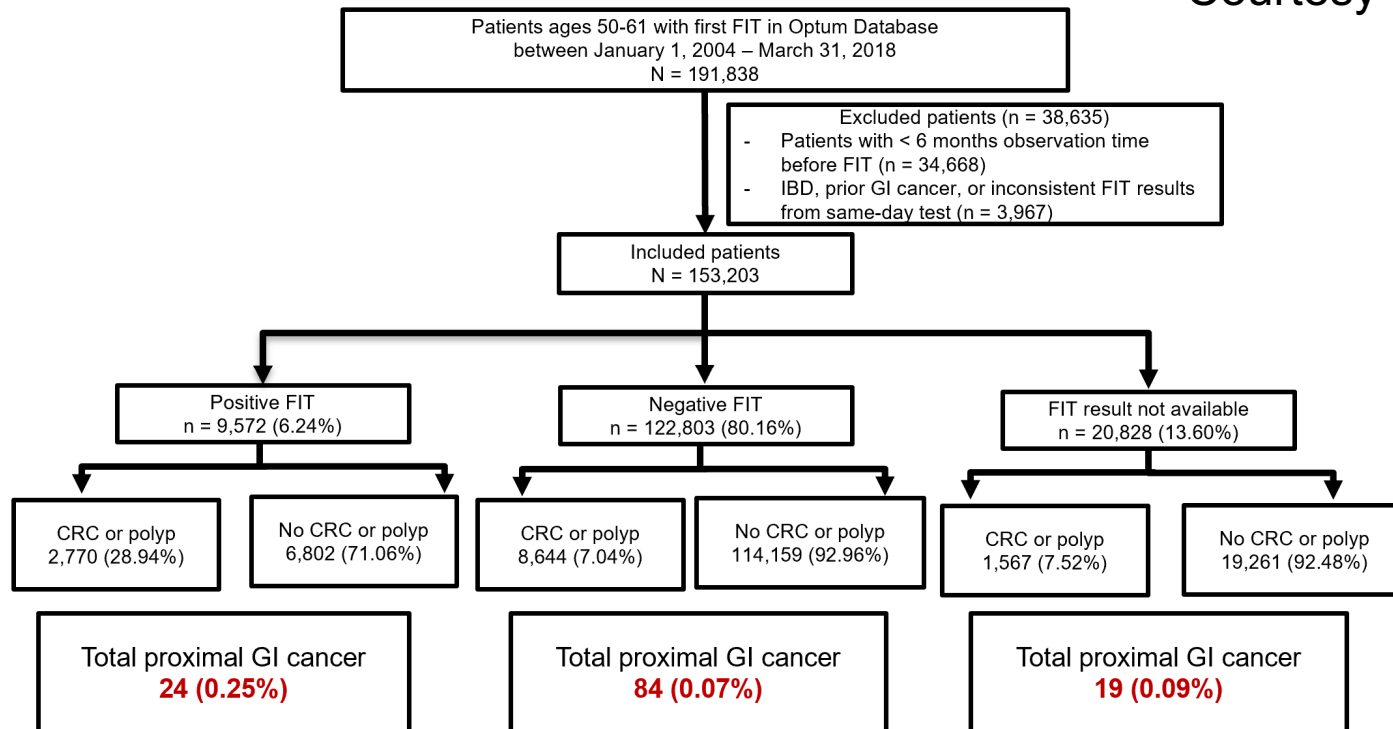 Courtesy
Patients ages 50-61 with first FIT in Optum Database
between January 1, 2004 – March 31, 2018
N = 191,838
Excluded patients (n = 38,635)
- Patients with < 6 months observation time
before FIT (n = 34,668)
- IBD, prior GI cancer, or inconsistent FIT results
from same-day test (n = 3,967)
Included patients
N = 153,203
Positive FIT
n = 9,572 (6.24%)
Negative FIT
n = 122,803 (80.16%)
FIT result not available
n = 20,828 (13.60%)
CRC or polyp
2,770 (28.94%)
No CRC or polyp
6,802 (71.06%)
CRC or polyp
8,644 (7.04%)
No CRC or polyp
114,159 (92.96%)
CRC or polyp
1,567 (7.52%)
No CRC or polyp
19,261 (92.48%)
Total proximal GI cancer
24 (0.25%)
Total proximal GI cancer
84 (0.07%)
Total proximal GI cancer
19 (0.09%)